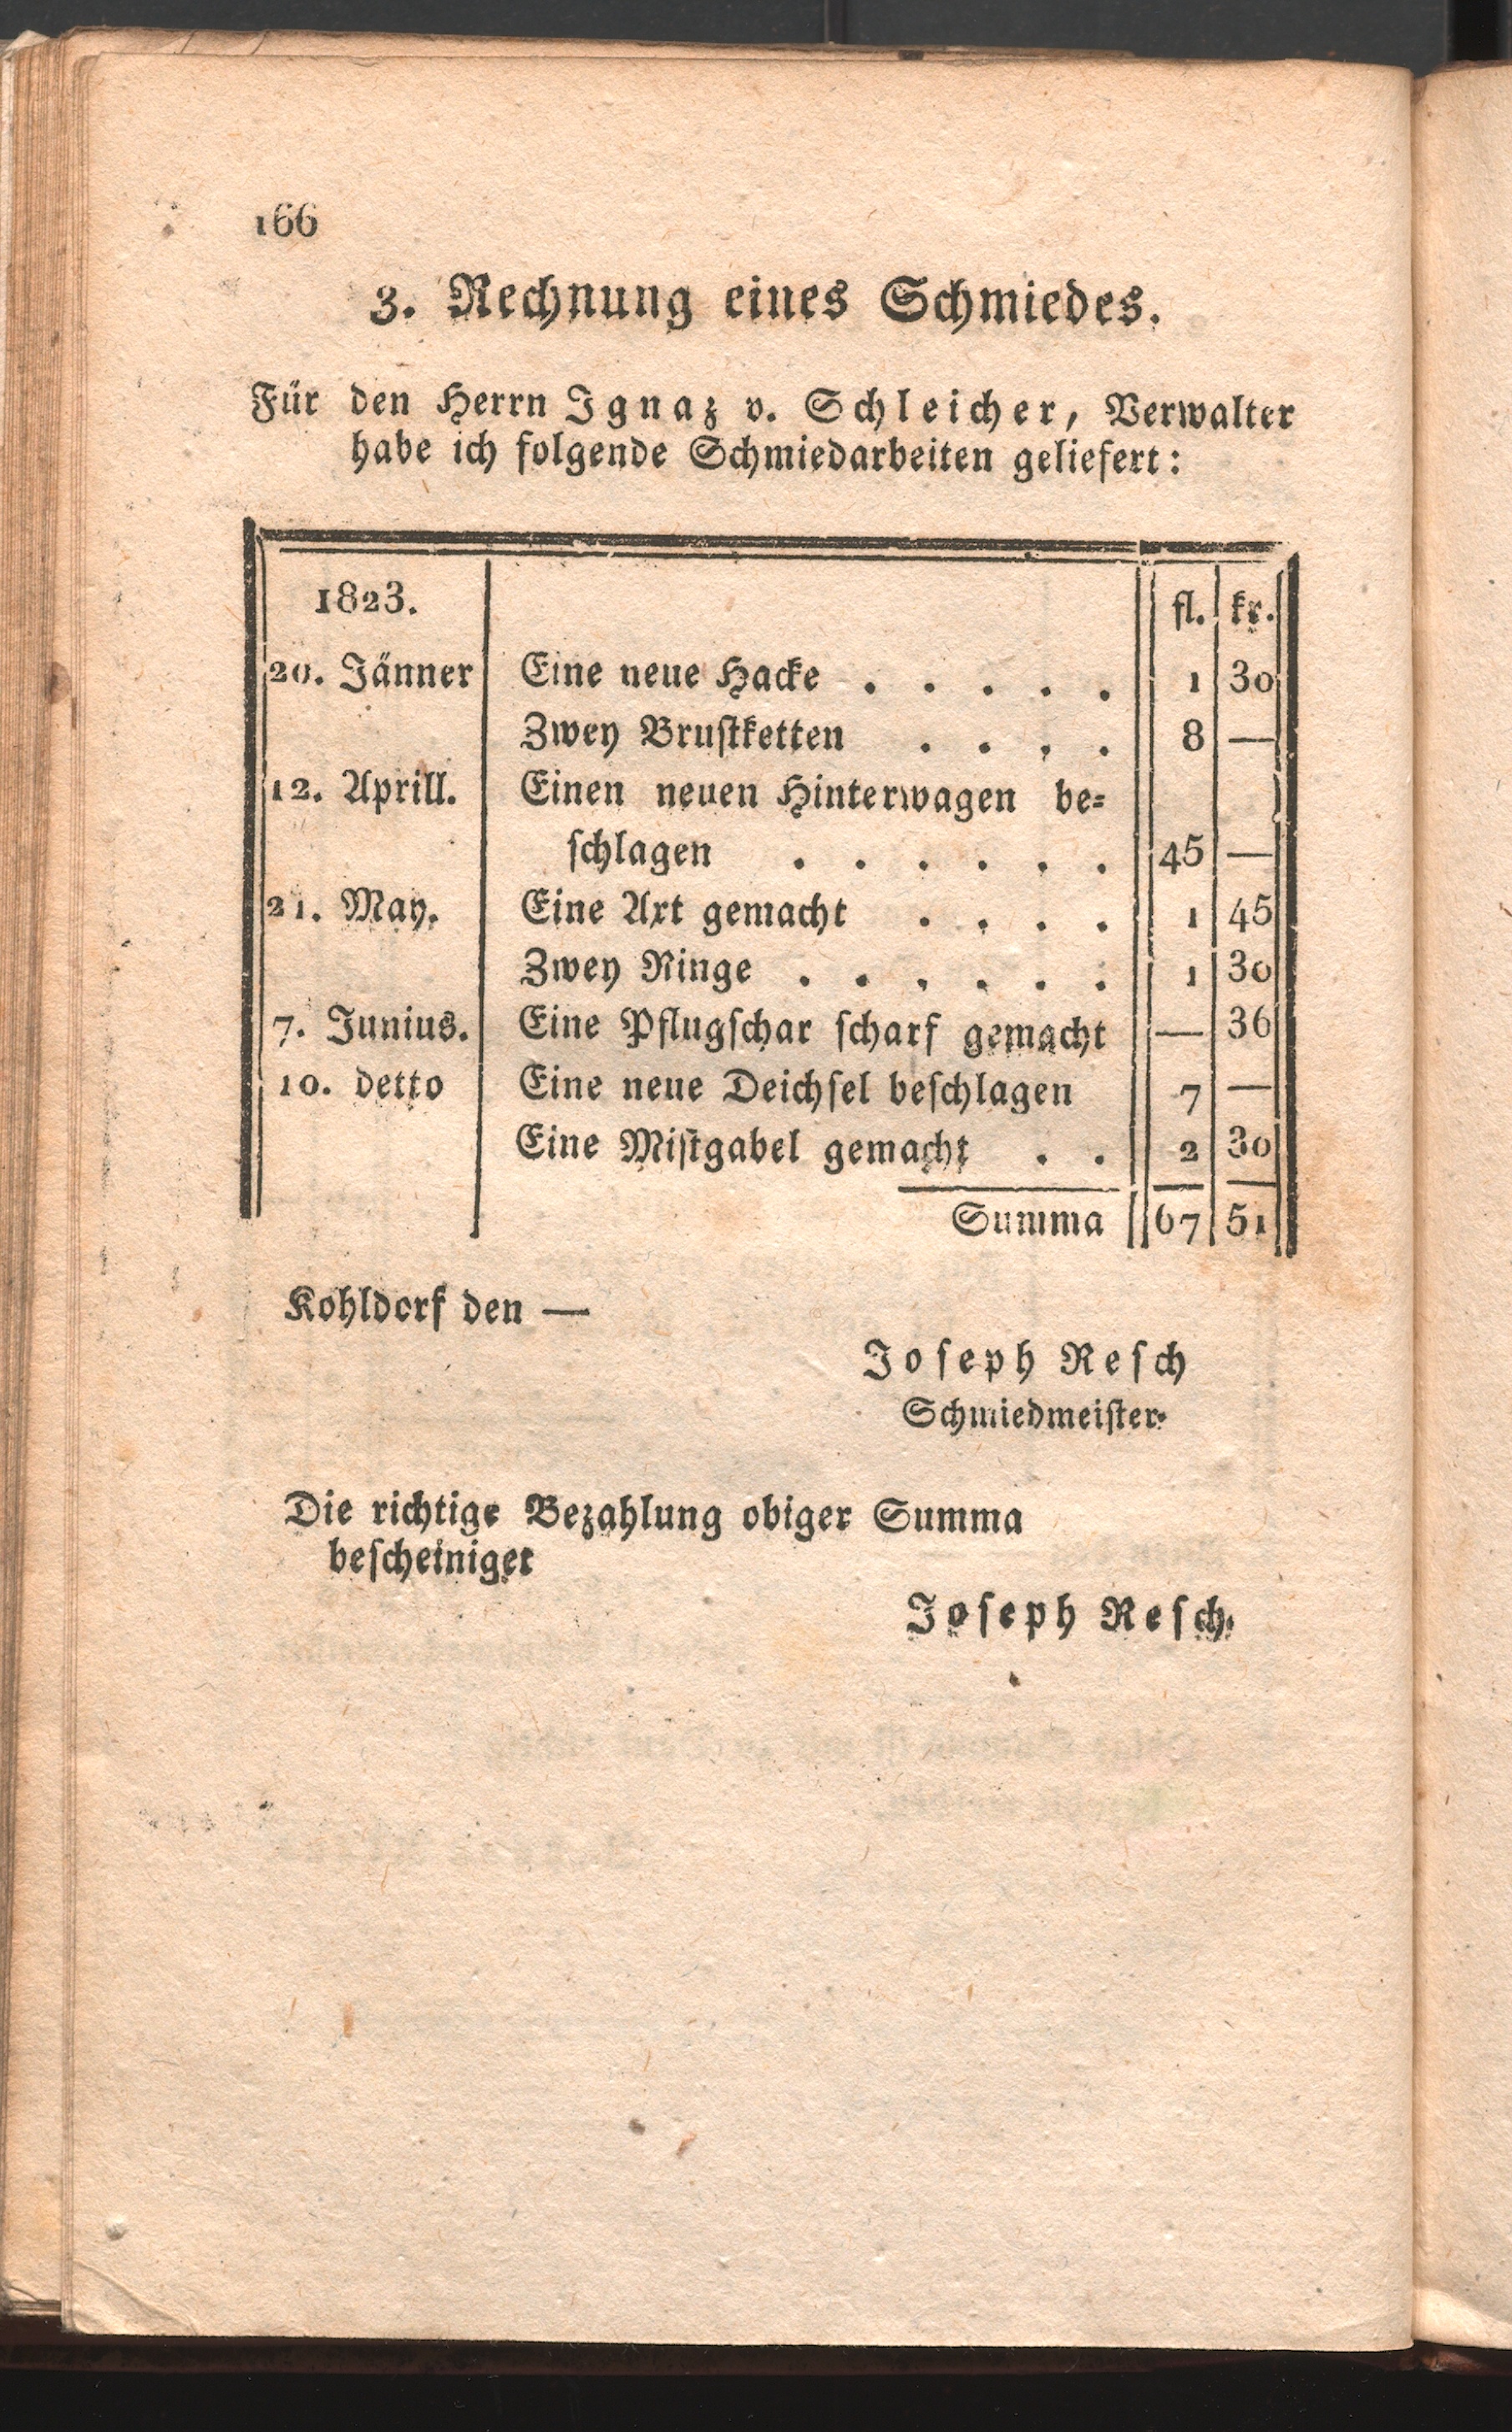 166
3. Rechnung eines Schmiedes.
Für den Herrn Ignaz v. Schleicher, Verwalter
habe ich folgende Schmiedarbeiten geliefert:
1823. fl. kr.
20. Jänner Eine neue Hacke . . . . . 1 30
Zwey Brustketten . . . . 8 —
12. Aprill. Einen neuen Hinterwagen be=
schlagen . . . . . . 45 —
21. May. Eine Axt gemacht . . . . 1 45
Zwey Ringe . . . . . . 1 30
7. Junius. Eine Pflugschar scharf gemacht — 36
10. detto Eine neue Deichsel beschlagen 7 —
Eine Mistgabel gemacht . . 2 30
Summa 67 51
Kohldorf den —
Joseph Resch
Schmiedmeister.
Die richtige Bezahlung obiger Summa
bescheiniget
Joseph Resch.